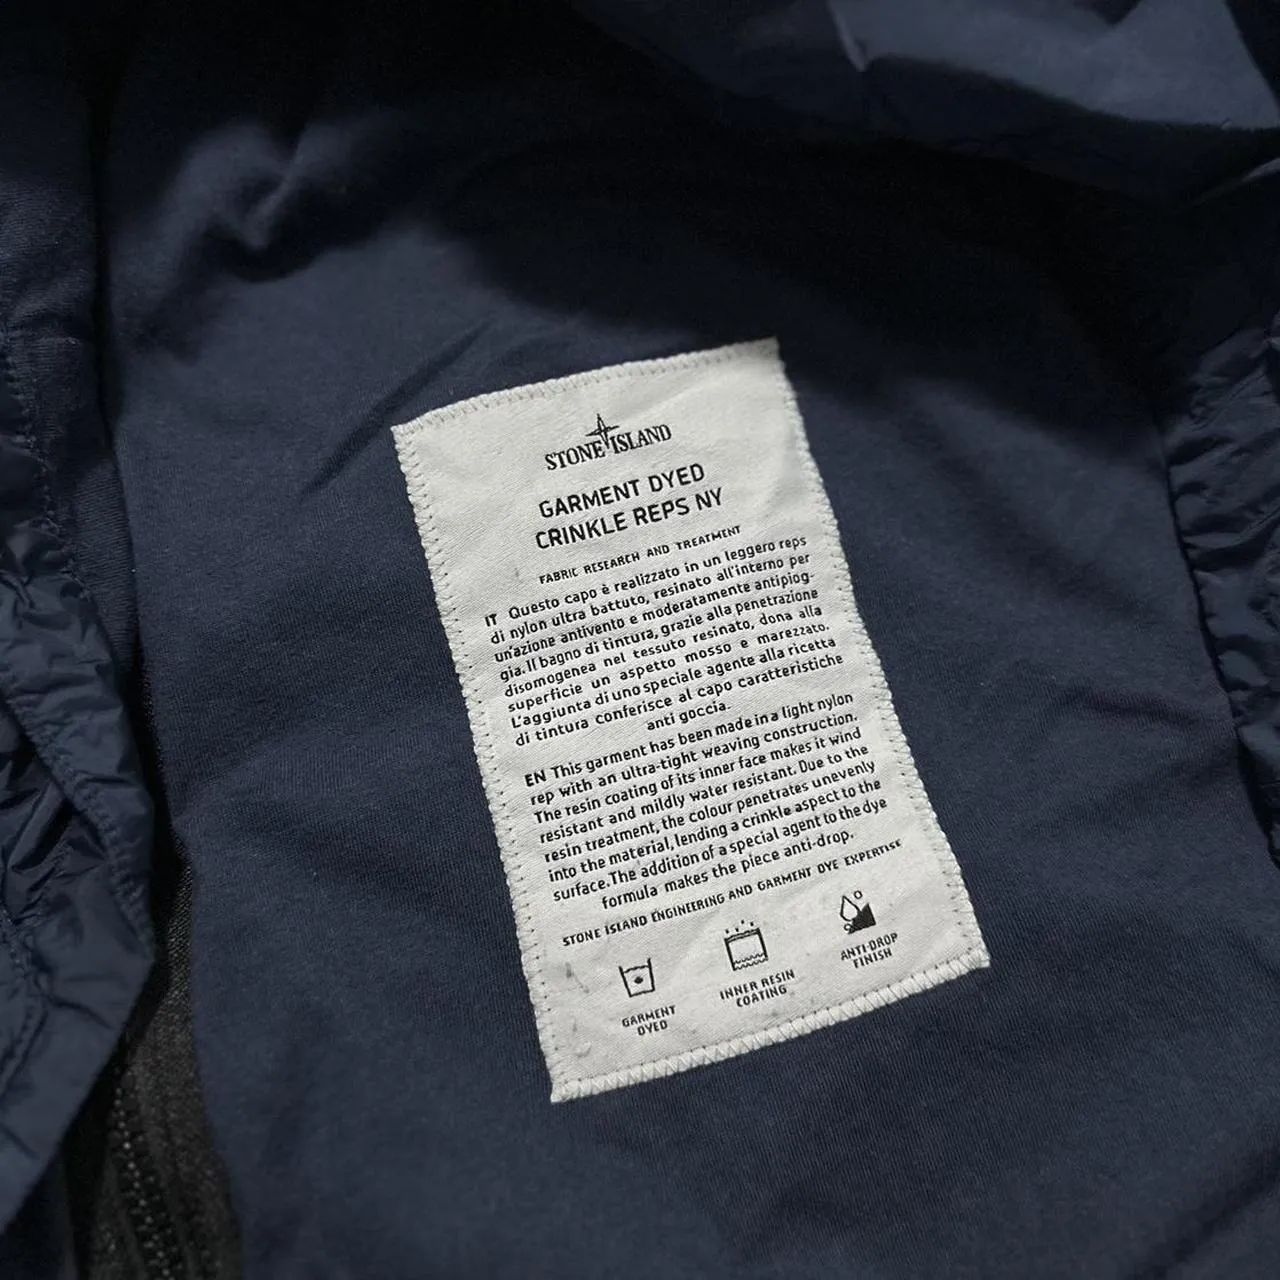 STONE ISLAND
GARMENT DYED
CRINKLE REPS NY
FABRIC RESEARCH AND TREATMENT
IT Questo capo è realizzato in un leggero reps
di nylon ultra battuto, resinato all'interno per
un'azione antivento e moderatamente antipiog-
gia. Il bagno di tintura, grazie alla penetrazione
disomogenea nel tessuto resinato, dona alla
superficie un aspetto mosso e marezzato.
L'aggiunta di uno speciale agente alla ricetta
di tintura conferisce al capo caratteristiche
anti goccia.
EN This garment has been made in a light nylon
rep with an ultra-tight weaving construction.
The resin coating of its inner face makes it wind
resistant and mildly water resistant. Due to the
resin treatment, the colour penetrates unevenly
into the material, lending a crinkle aspect to the
surface. The addition of a special agent to the dye
formula makes the piece anti-drop.
STONE ISLAND ENGINEERING AND GARMENT DYE EXPERTISE
GARMENT
DYED
INNER RESIN
COATING
ANTI-DROP
FINISH